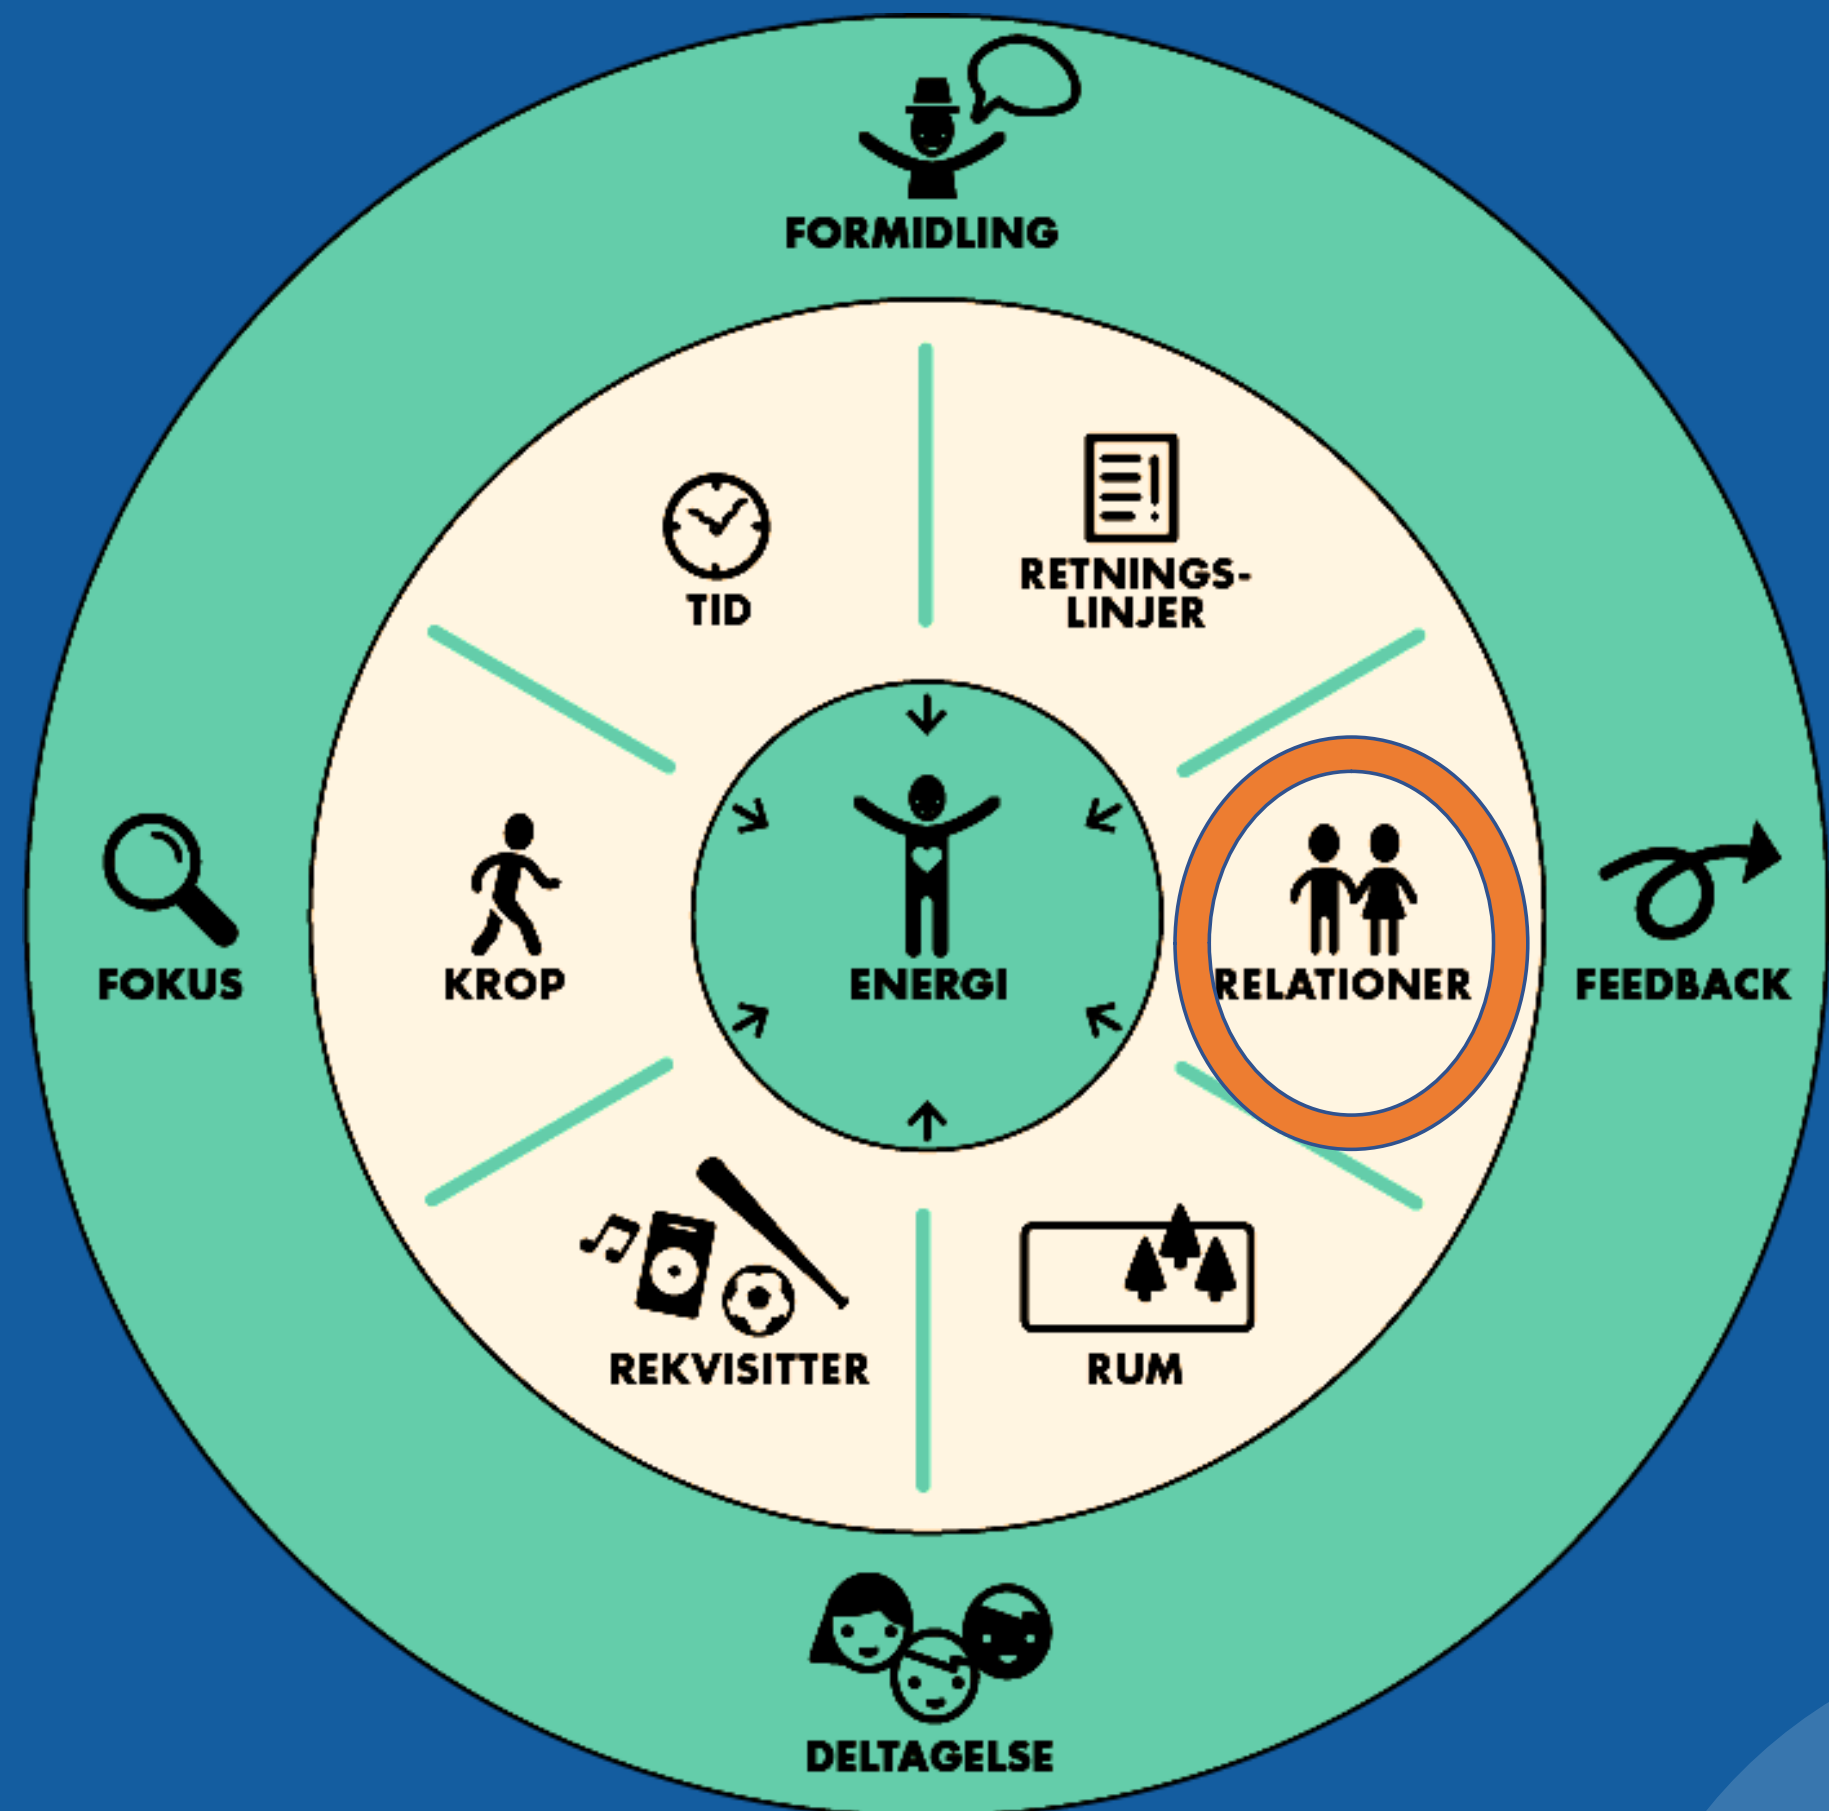 FORMIDLING
TID
RETNINGS-
LINJER
FOKUS
KROP
ENERGI
RELATIONER
FEEDBACK
REKVISITTER
RUM
DELTAGELSE